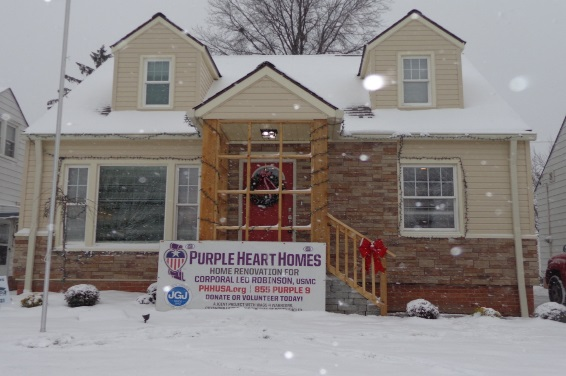 PURPLE HEART HOMES
HOME RENOVATION FOR
CORPORAL LEO ROBINSON, USMC
PHHUSA.org | 855 PURPLE 9
DONATE OR VOLUNTEER TODAY!
JGJ